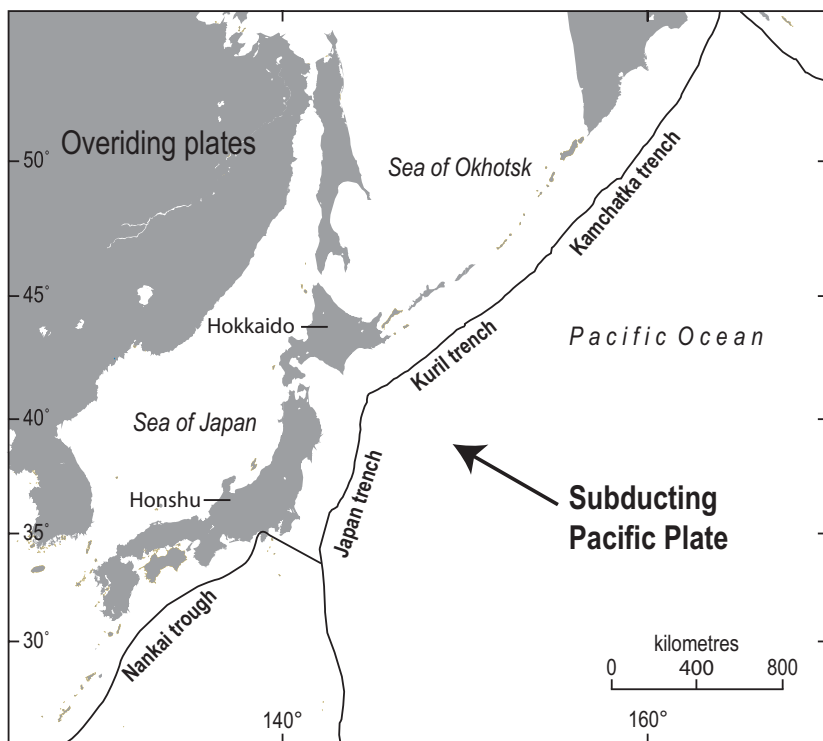 Overiding plates
50°
Sea of Okhotsk
Kamchatka trench
45°
Hokkaido
Pacific Ocean
Kuril trench
40°
Sea of Japan
Honshu
Subducting
Pacific Plate
Japan trench
35°
Nankai trough
30°
kilometres
0 400 800
140°
160°